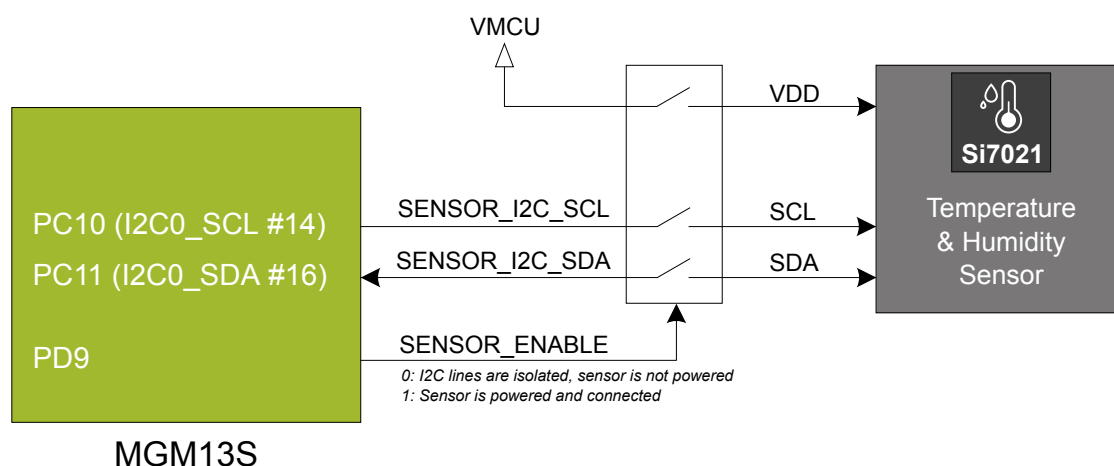 VMCU
VDD
Si7021
PC10 (I2C0_SCL #14)
SENSOR_I2C_SCL
SCL
Temperature
& Humidity
Sensor
PC11 (I2C0_SDA #16)
SENSOR_I2C_SDA
SDA
PD9
SENSOR_ENABLE
0: I2C lines are isolated, sensor is not powered
1: Sensor is powered and connected
MGM13S